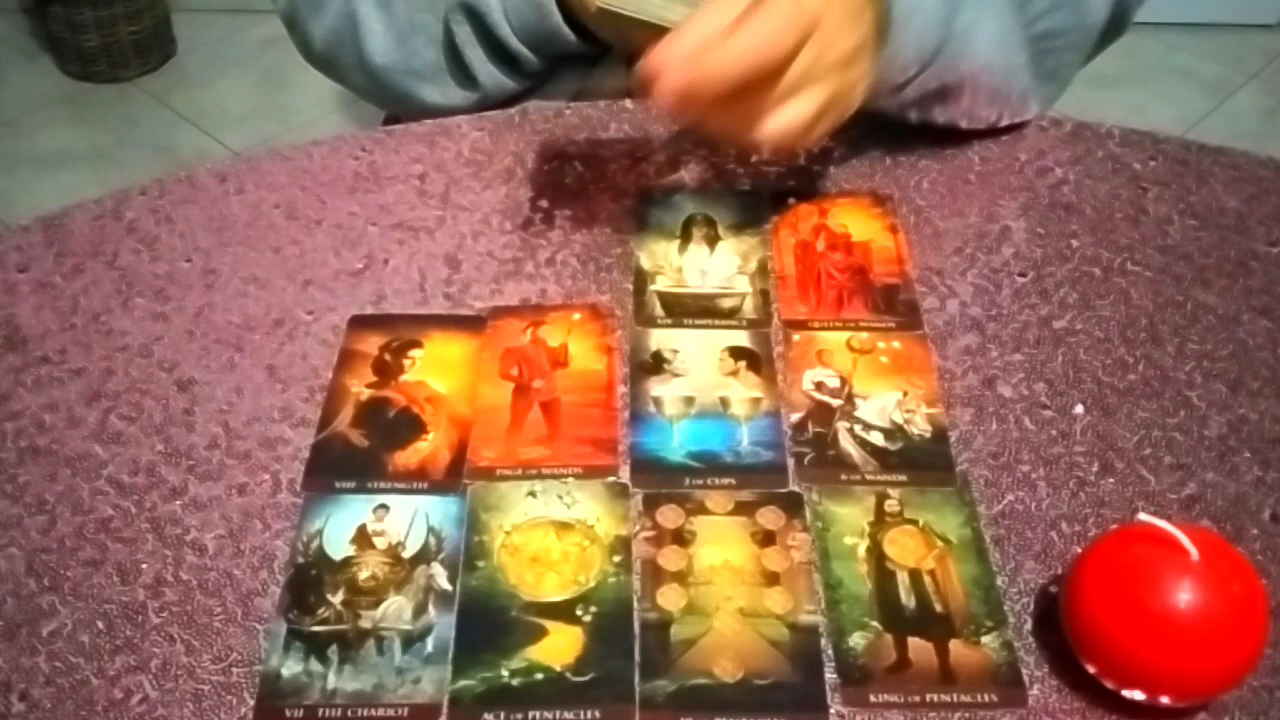 XIV TEMPERANCE
QUEEN OF WANDS
VIII STRENGTH
PAGE OF WANDS
2 OF CUPS
6 OF WANDS
VII THE CHARIOT
ACE OF PENTACLES
KING OF PENTACLES